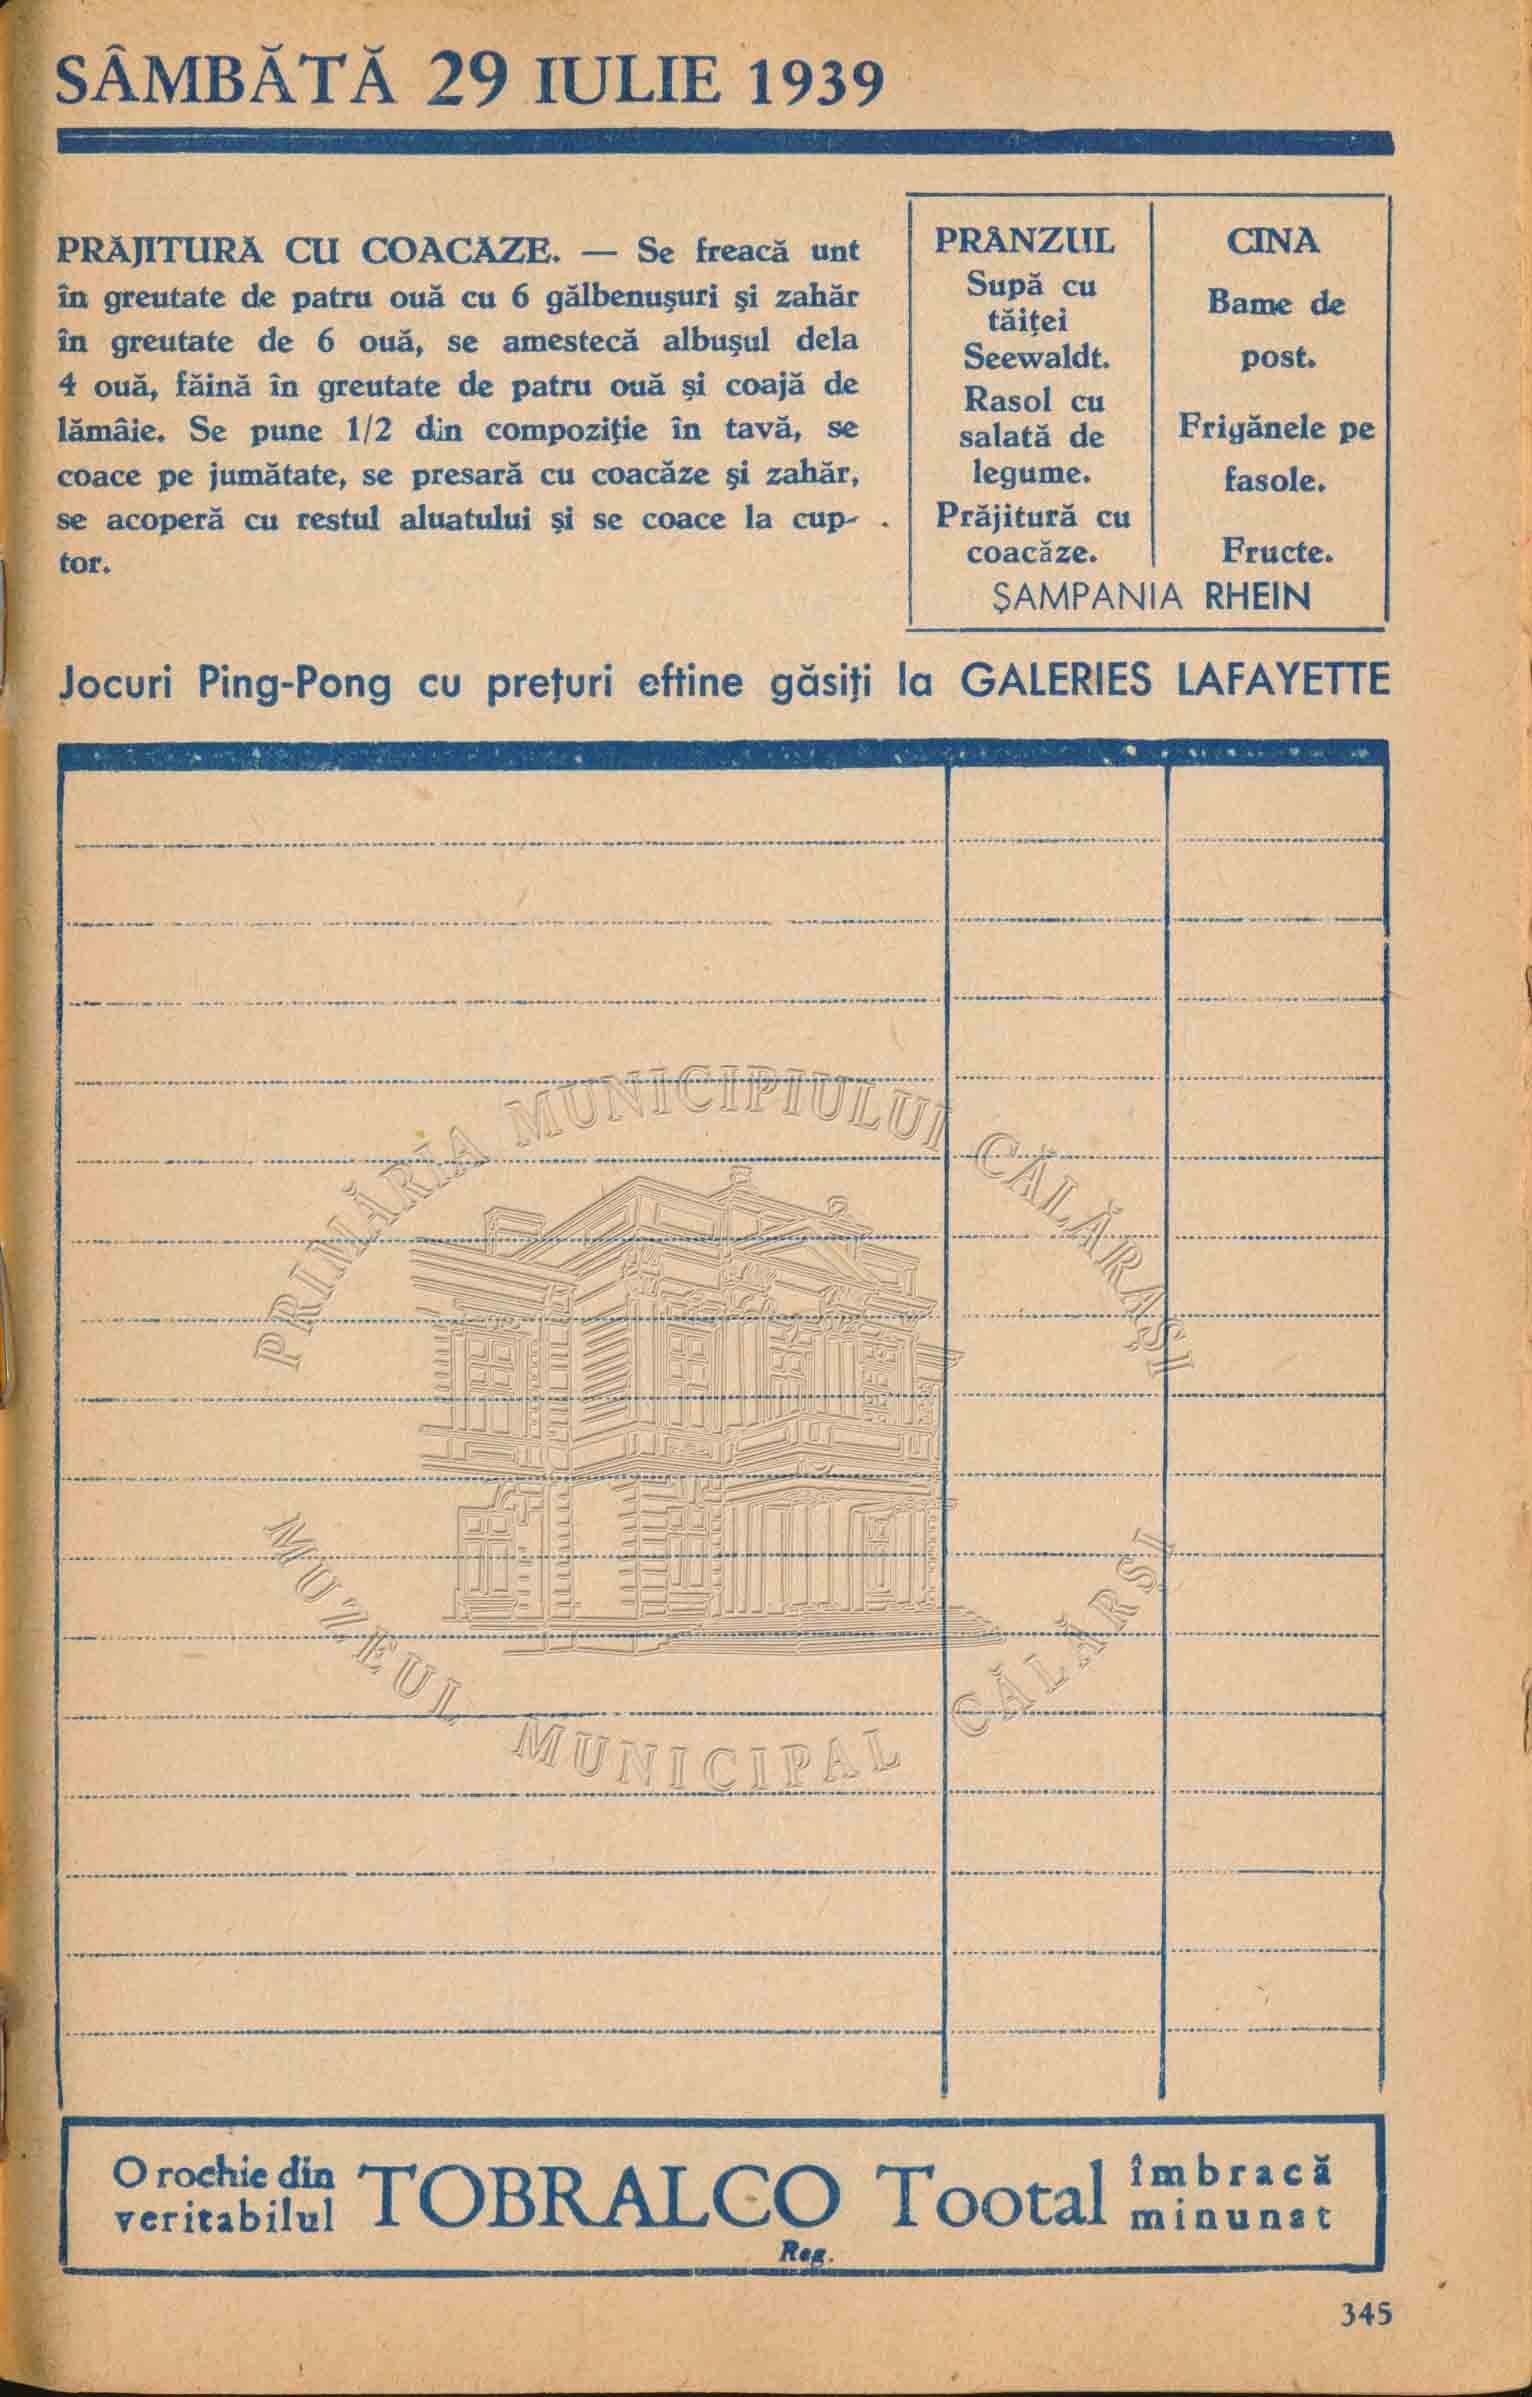 SÂMBĂTĂ 29 IULIE 1939
PRĂJITURĂ CU COACĂZE. — Se freacă unt
în greutate de patru ouă cu 6 gălbenuşuri şi zahăr
în greutate de 6 ouă, se amestecă albuşul dela
4 ouă, făină în greutate de patru ouă şi coajă de
lămâie. Se pune 1/2 din compoziţie în tavă, se
coace pe jumătate, se presară cu coacăze şi zahăr,
se acoperă cu restul aluatului şi se coace la cup-
tor.
PRÂNZUL
Supă cu
tăiţei
Seewaldt.
Rasol cu
salată de
legume.
Prăjitură cu
coacăze.
CINA
Bame de
post.
Frigănele pe
fasole.
Fructe.
ŞAMPANIA RHEIN
Jocuri Ping-Pong cu preţuri eftine găsiţi la GALERIES LAFAYETTE
PRIMĂRIA MUNICIPIULUI CĂLĂRAŞI
MUZEUL MUNICIPAL CĂLĂRŞI
O rochie din
veritabilul
TOBRALCO Tootal
Reg.
îmbracă
minunat
345